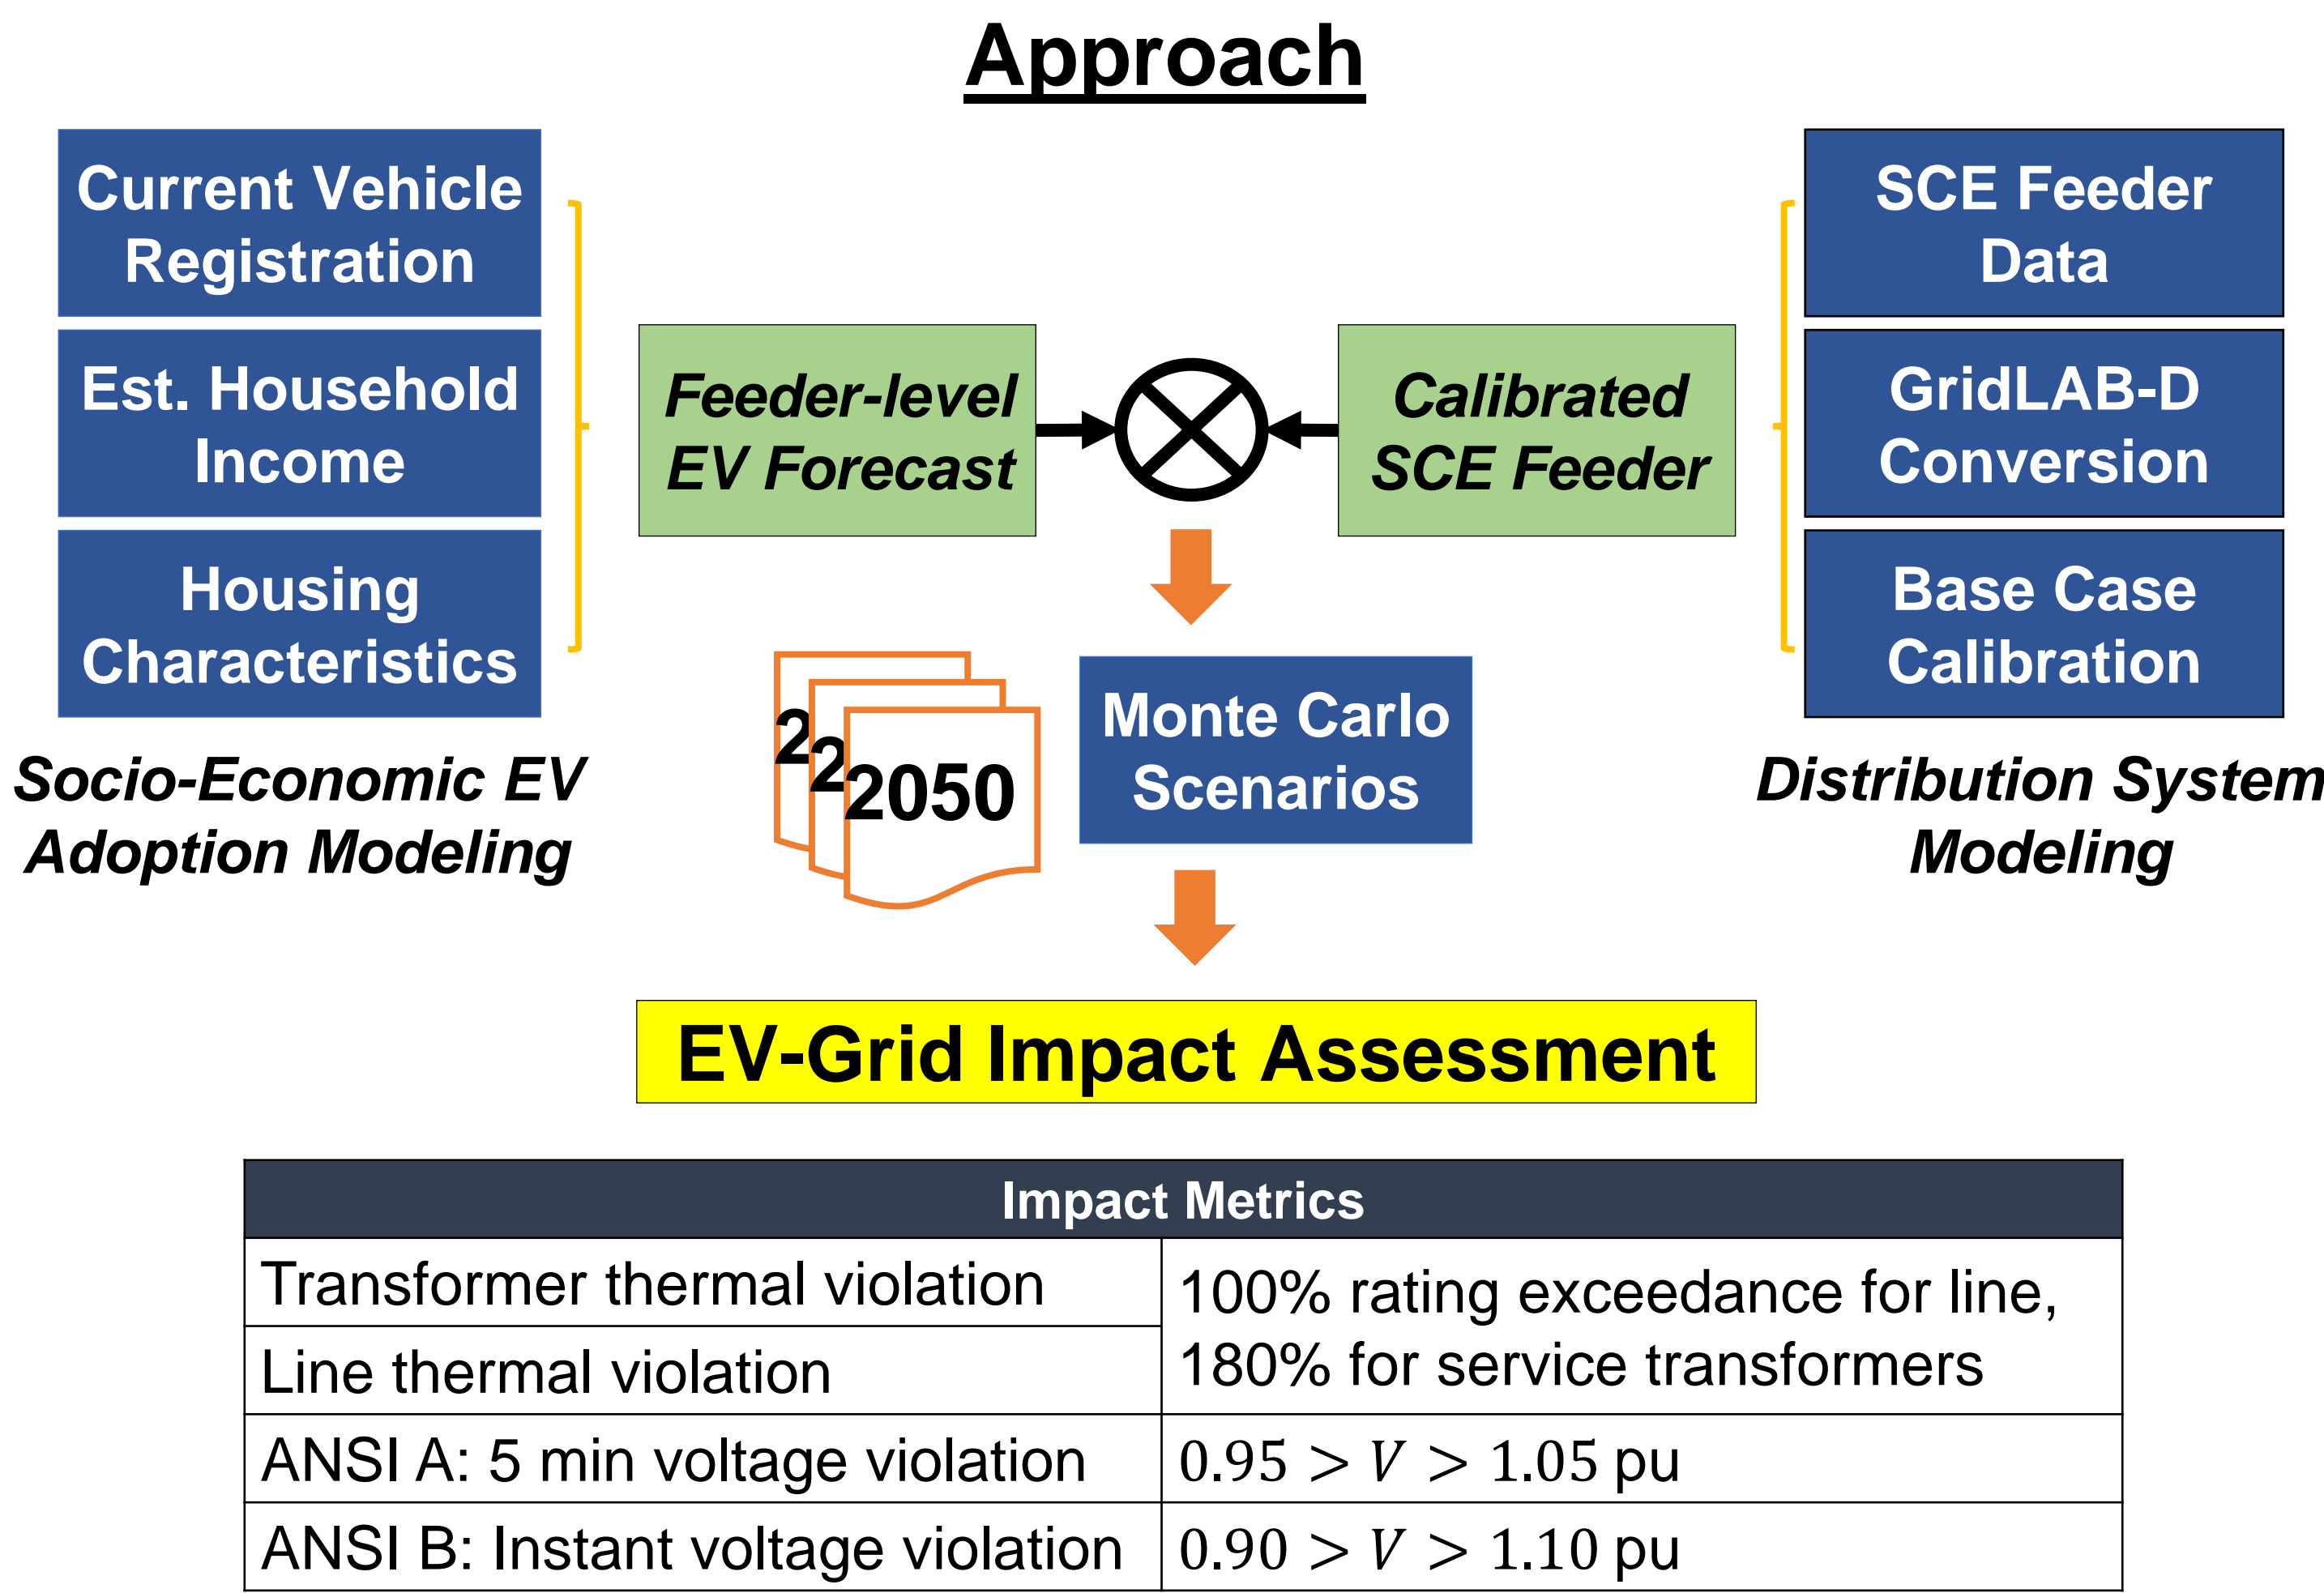 Approach
Current Vehicle
Registration
Est. Household
Income
Housing
Characteristics
Socio-Economic EV
Adoption Modeling
Feeder-level
EV Forecast
Calibrated
SCE Feeder
SCE Feeder
Data
GridLAB-D
Conversion
Base Case
Calibration
Distribution System
Modeling
2
2
2050
Monte Carlo
Scenarios
EV-Grid Impact Assessment
Impact Metrics
Transformer thermal violation
Line thermal violation
100% rating exceedance for line,
180% for service transformers
ANSI A: 5 min voltage violation
0.95 > V > 1.05 pu
ANSI B: Instant voltage violation
0.90 > V > 1.10 pu